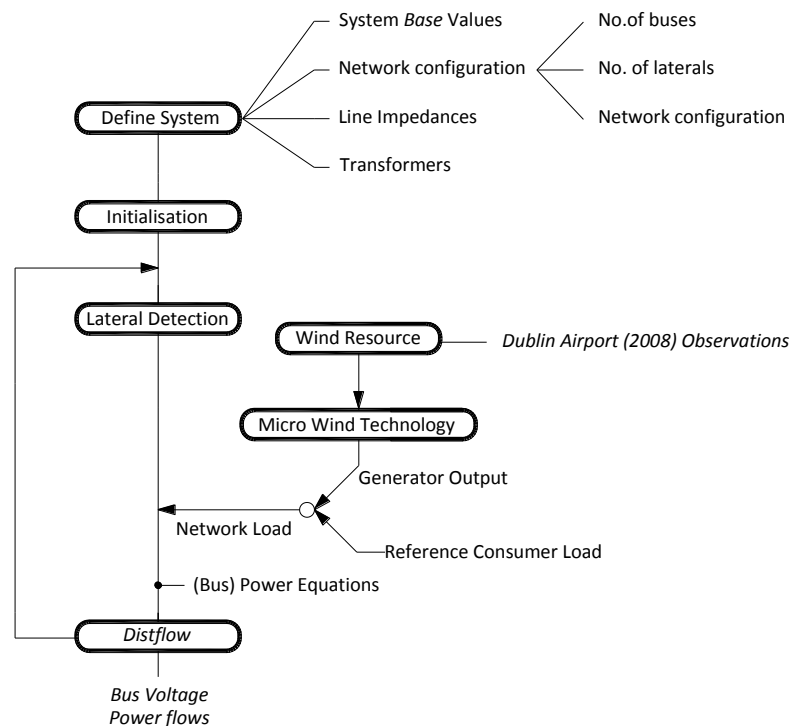 System Base Values
No.of buses
Network configuration
No. of laterals
Define System
Line Impedances
Network configuration
Transformers
Initialisation
Lateral Detection
Wind Resource
Dublin Airport (2008) Observations
Micro Wind Technology
Generator Output
Network Load
Reference Consumer Load
(Bus) Power Equations
Distflow
Bus Voltage
Power flows